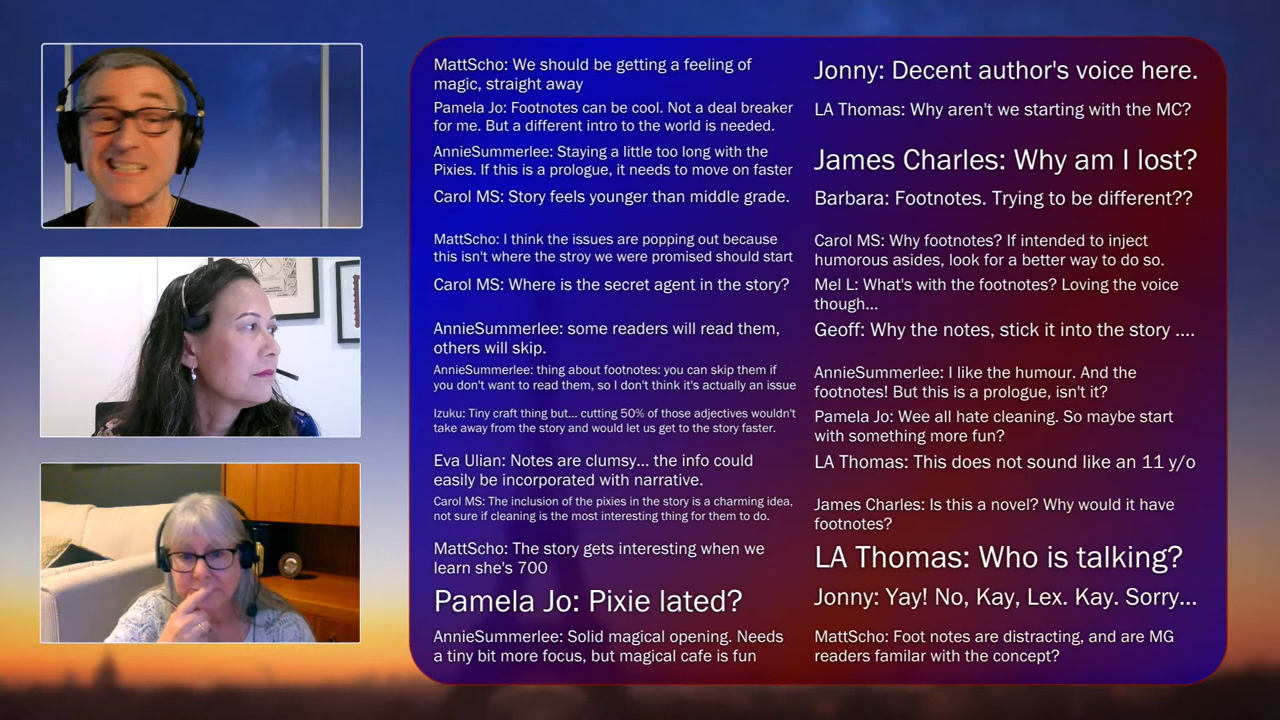 MattScho: We should be getting a feeling of
magic, straight away
Pamela Jo: Footnotes can be cool. Not a deal breaker
for me. But a different intro to the world is needed.
AnnieSummerlee: Staying a little too long with the
Pixies. If this is a prologue, it needs to move on faster
Carol MS: Story feels younger than middle grade.
MattScho: I think the issues are popping out because
this isn't where the stroy we were promised should start
Carol MS: Where is the secret agent in the story?
AnnieSummerlee: some readers will read them,
others will skip.
AnnieSummerlee: thing about footnotes: you can skip them if
you don't want to read them, so I don't think it's actually an issue
Izuku: Tiny craft thing but... cutting 50% of those adjectives wouldn't
take away from the story and would let us get to the story faster.
Eva Ulian: Notes are clumsy... the info could
easily be incorporated with narrative.
Carol MS: The inclusion of the pixies in the story is a charming idea,
not sure if cleaning is the most interesting thing for them to do.
MattScho: The story gets interesting when we
learn she's 700
Pamela Jo: Pixie lated?
AnnieSummerlee: Solid magical opening. Needs
a tiny bit more focus, but magical cafe is fun
Jonny: Decent author's voice here.
LA Thomas: Why aren't we starting with the MC?
James Charles: Why am I lost?
Barbara: Footnotes. Trying to be different??
Carol MS: Why footnotes? If intended to inject
humorous asides, look for a better way to do so.
Mel L: What's with the footnotes? Loving the voice
though...
Geoff: Why the notes, stick it into the story ....
AnnieSummerlee: I like the humour. And the
footnotes! But this is a prologue, isn't it?
Pamela Jo: Wee all hate cleaning. So maybe start
with something more fun?
LA Thomas: This does not sound like an 11 y/o
James Charles: Is this a novel? Why would it have
footnotes?
LA Thomas: Who is talking?
Jonny: Yay! No, Kay, Lex. Kay. Sorry...
MattScho: Foot notes are distracting, and are MG
readers familar with the concept?